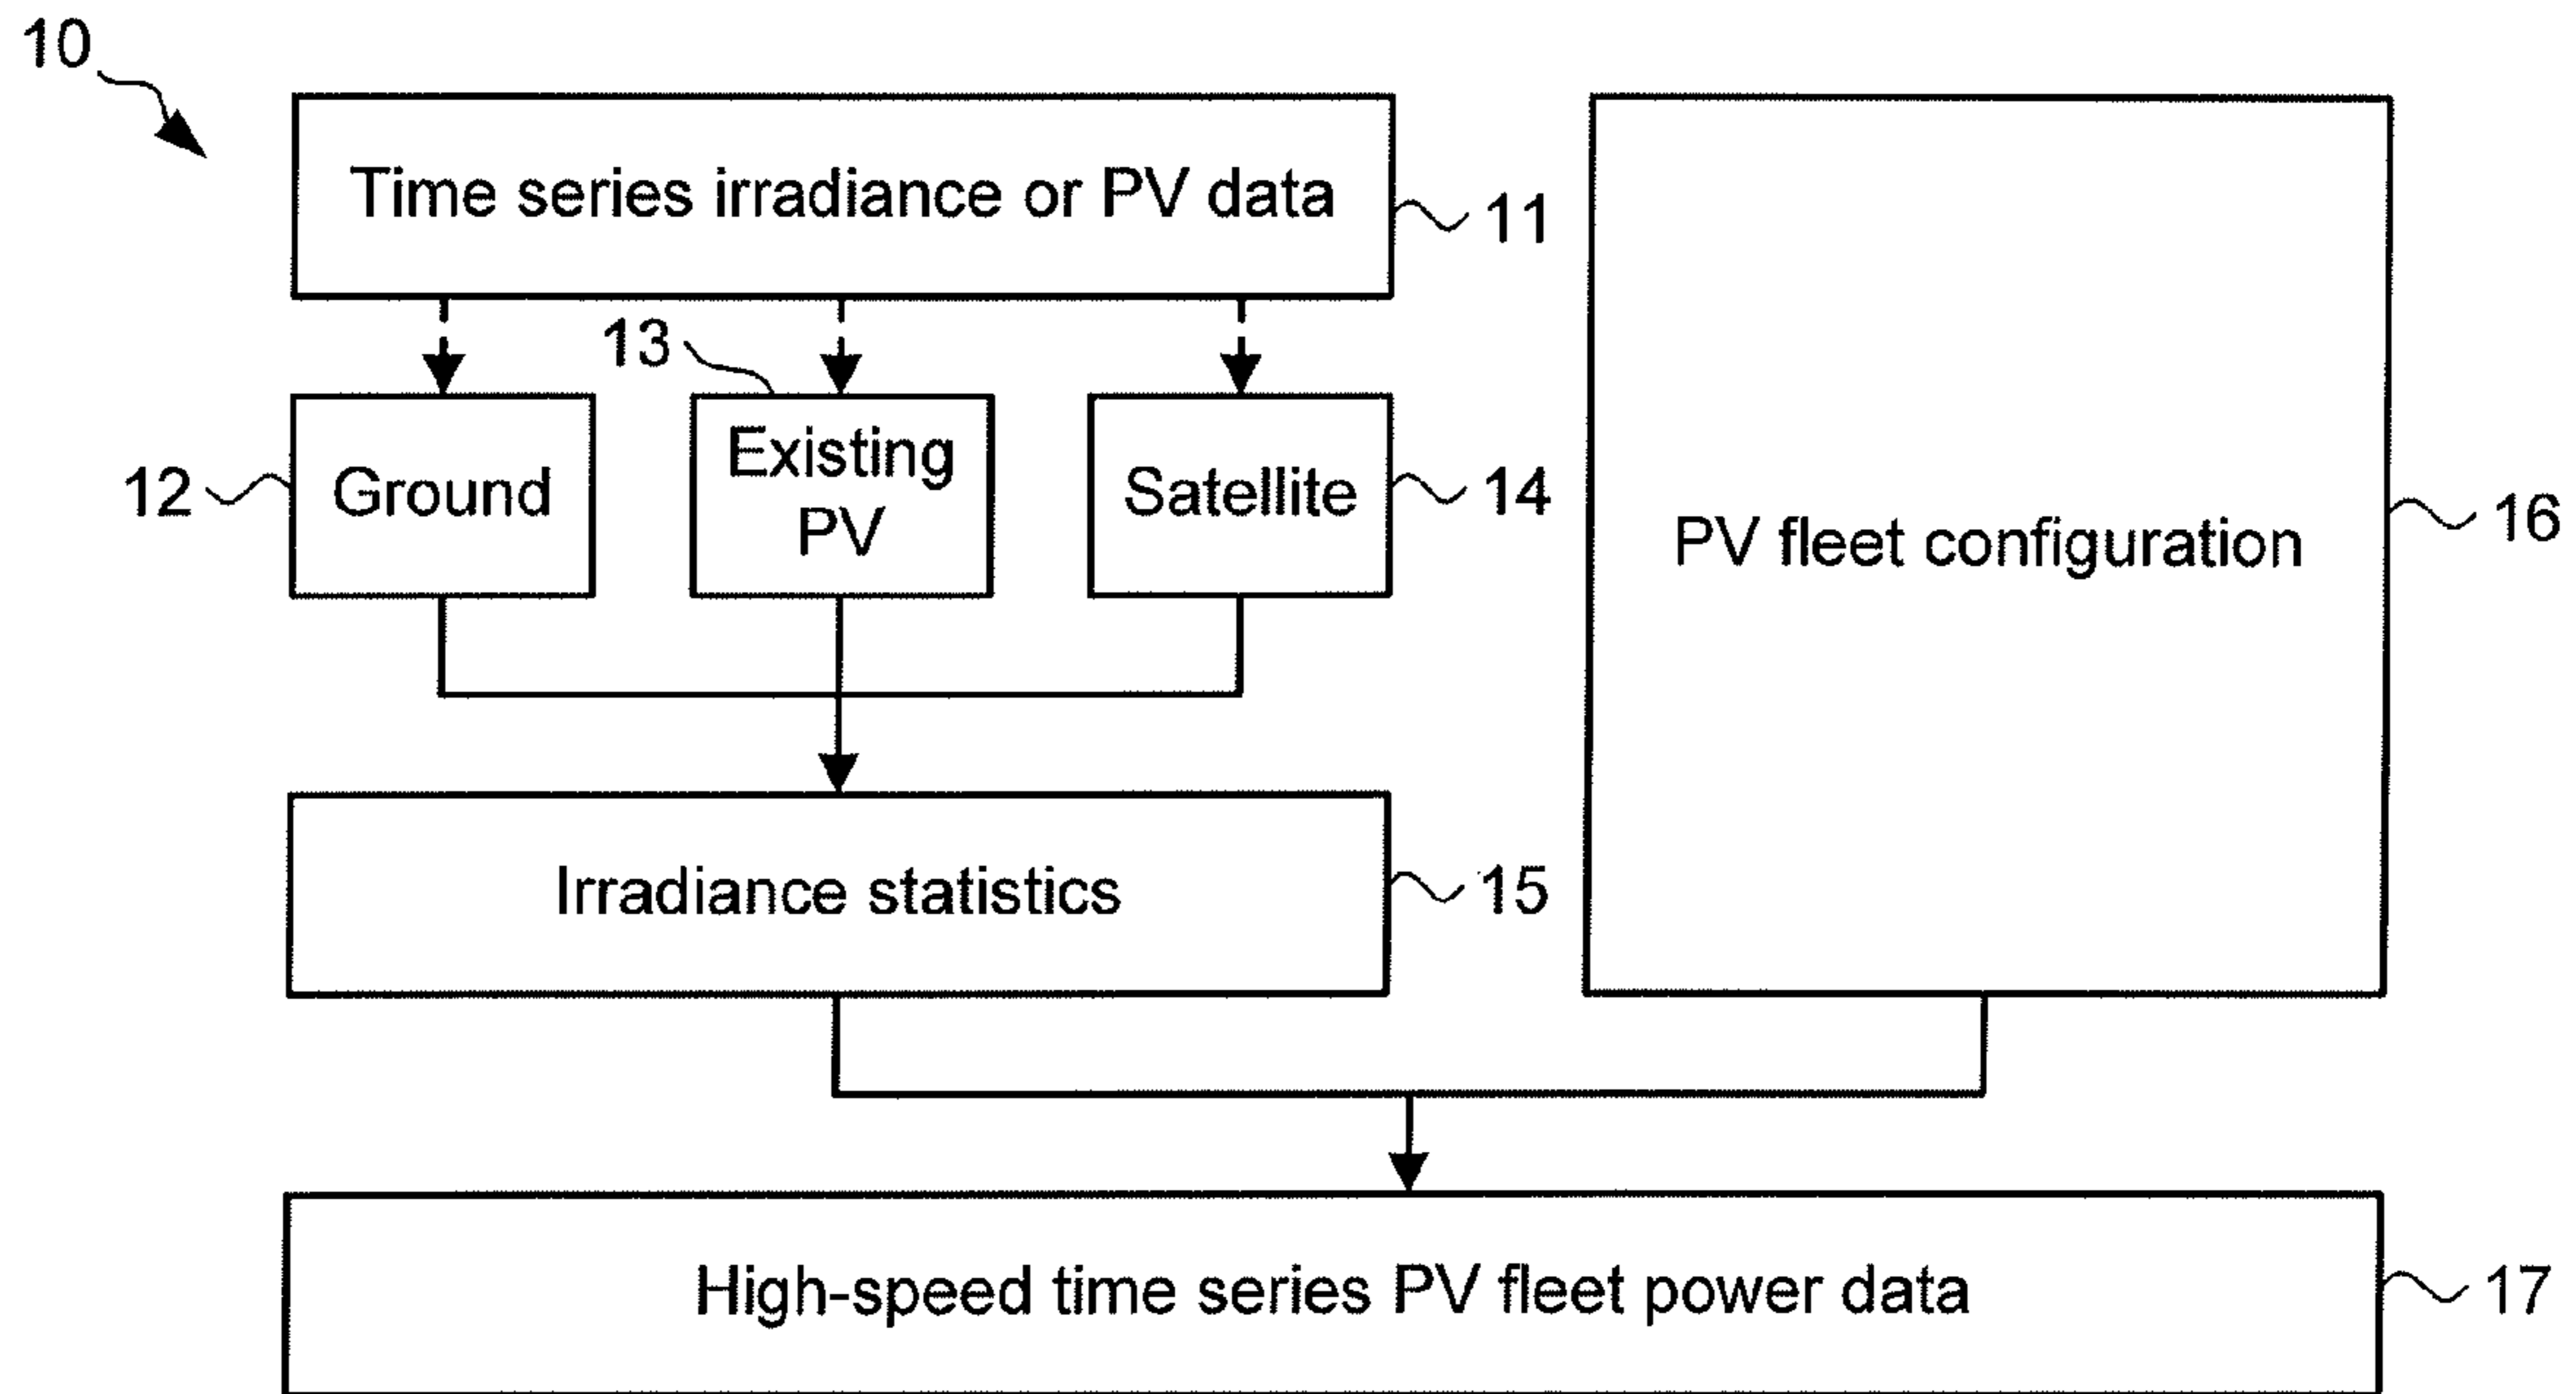 10
Time series irradiance or PV data
11
13
12
Ground
Existing
PV
Satellite
14
PV fleet configuration
16
Irradiance statistics
15
High-speed time series PV fleet power data
17